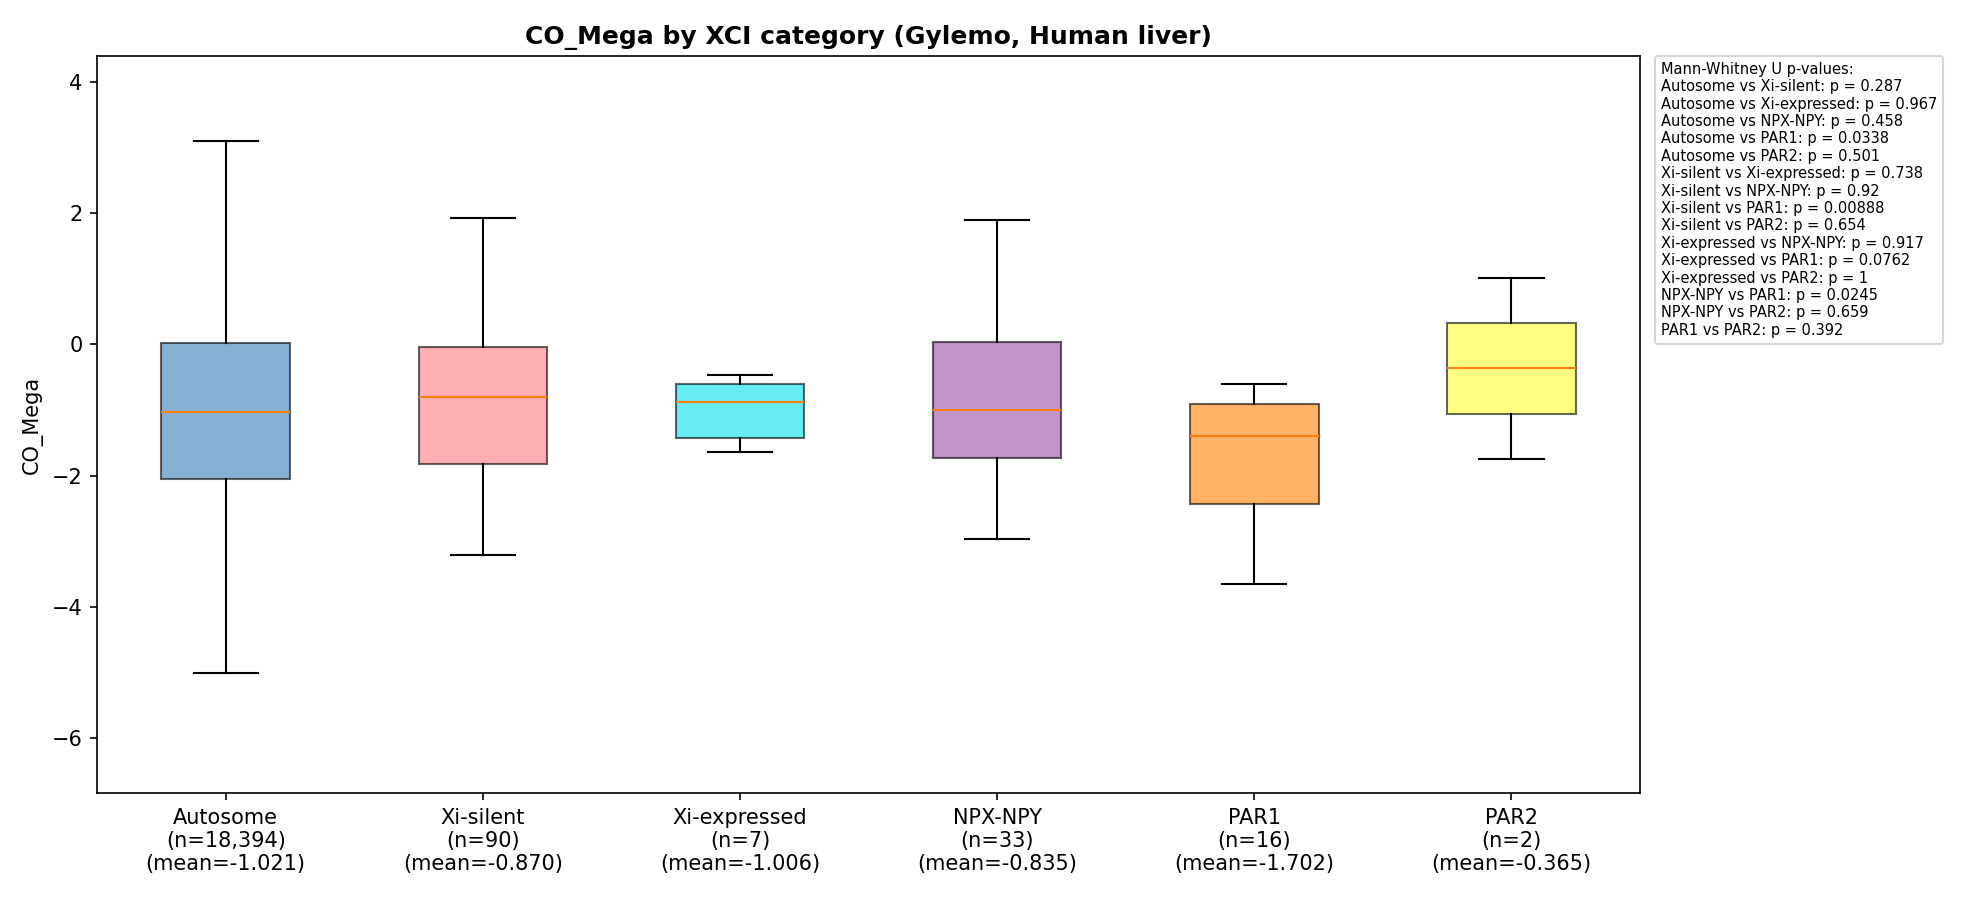 CO_Mega by XCI category (Gylemo, Human liver)
CO_Mega
4
2
0
−2
−4
−6
Autosome
(n=18,394)
(mean=-1.021)
Xi-silent
(n=90)
(mean=-0.870)
Xi-expressed
(n=7)
(mean=-1.006)
NPX-NPY
(n=33)
(mean=-0.835)
PAR1
(n=16)
(mean=-1.702)
PAR2
(n=2)
(mean=-0.365)
Mann-Whitney U p-values:
Autosome vs Xi-silent: p = 0.287
Autosome vs Xi-expressed: p = 0.967
Autosome vs NPX-NPY: p = 0.458
Autosome vs PAR1: p = 0.0338
Autosome vs PAR2: p = 0.501
Xi-silent vs Xi-expressed: p = 0.738
Xi-silent vs NPX-NPY: p = 0.92
Xi-silent vs PAR1: p = 0.00888
Xi-silent vs PAR2: p = 0.654
Xi-expressed vs NPX-NPY: p = 0.917
Xi-expressed vs PAR1: p = 0.0762
Xi-expressed vs PAR2: p = 1
NPX-NPY vs PAR1: p = 0.0245
NPX-NPY vs PAR2: p = 0.659
PAR1 vs PAR2: p = 0.392